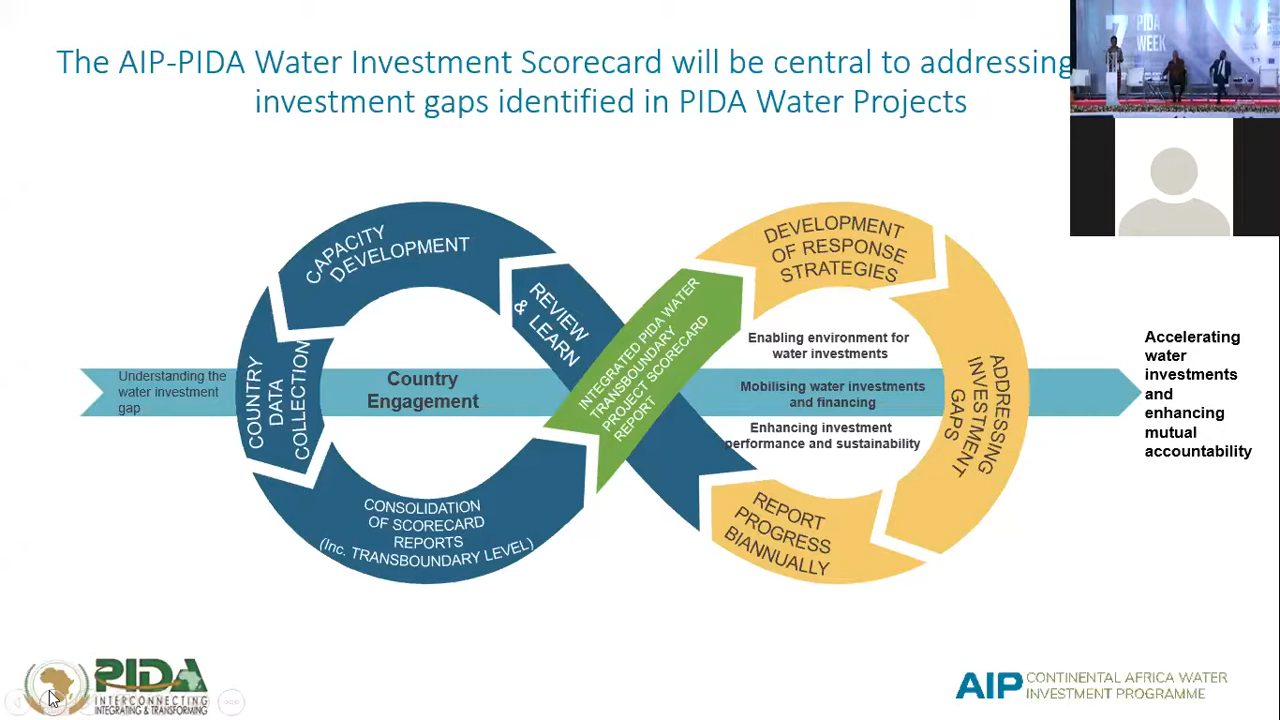 The AIP-PIDA Water Investment Scorecard will be central to addressing
investment gaps identified in PIDA Water Projects
7
PIDA
WEEK
CAPACITY
DEVELOPMENT
REVIEW
& LEARN
COUNTRY
DATA
COLLECTION
CONSOLIDATION
OF SCORECARD
REPORTS
(Inc. TRANSBOUNDARY LEVEL)
Understanding the
water investment
gap
Country
Engagement
INTEGRATED PIDA WATER
TRANSBOUNDARY
PROJECT SCORECARD
REPORT
DEVELOPMENT
OF RESPONSE
STRATEGIES
ADDRESSING
INVESTMENT
GAPS
REPORT
PROGRESS
BIANNUALLY
Enabling environment for
water investments
Mobilising water investments
and financing
Enhancing investment
performance and sustainability
Accelerating
water
investments
and
enhancing
mutual
accountability
PIDA
INTERCONNECTING
INTEGRATING & TRANSFORMING
AIP CONTINENTAL AFRICA WATER
INVESTMENT PROGRAMME